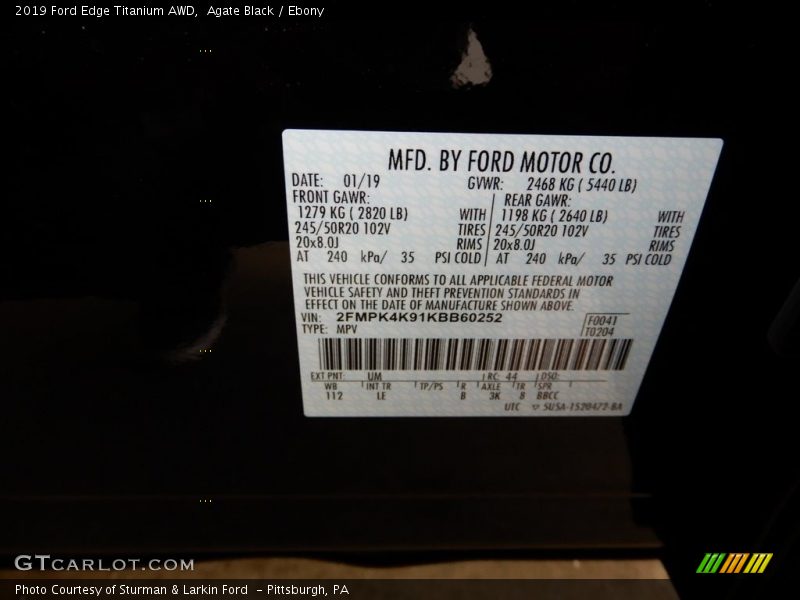 2019 Ford Edge Titanium AWD,  Agate Black / Ebony
MFD. BY FORD MOTOR CO.
DATE: 01/19 GVWR: 2468 KG ( 5440 LB)
FRONT GAWR: REAR GAWR:
1279 KG ( 2820 LB) WITH 1198 KG ( 2640 LB) WITH
245/50R20 102V TIRES 245/50R20 102V TIRES
20x8.0J RIMS 20x8.0J RIMS
AT 240 kPa/ 35 PSI COLD AT 240 kPa/ 35 PSI COLD
THIS VEHICLE CONFORMS TO ALL APPLICABLE FEDERAL MOTOR
VEHICLE SAFETY AND THEFT PREVENTION STANDARDS IN
EFFECT ON THE DATE OF MANUFACTURE SHOWN ABOVE.
VIN: 2FMPK4K91KBB60252 F0041
TYPE: MPV T0204
EXT PNT: UM RC: 44 DSO:
WB INT TR TP/PS R AXLE TR SPR
112 LE B 3K 8 BBCC
UTC 5USA-1520472-BA
GTCARLOT.COM
Photo Courtesy of Sturman & Larkin Ford  - Pittsburgh, PA